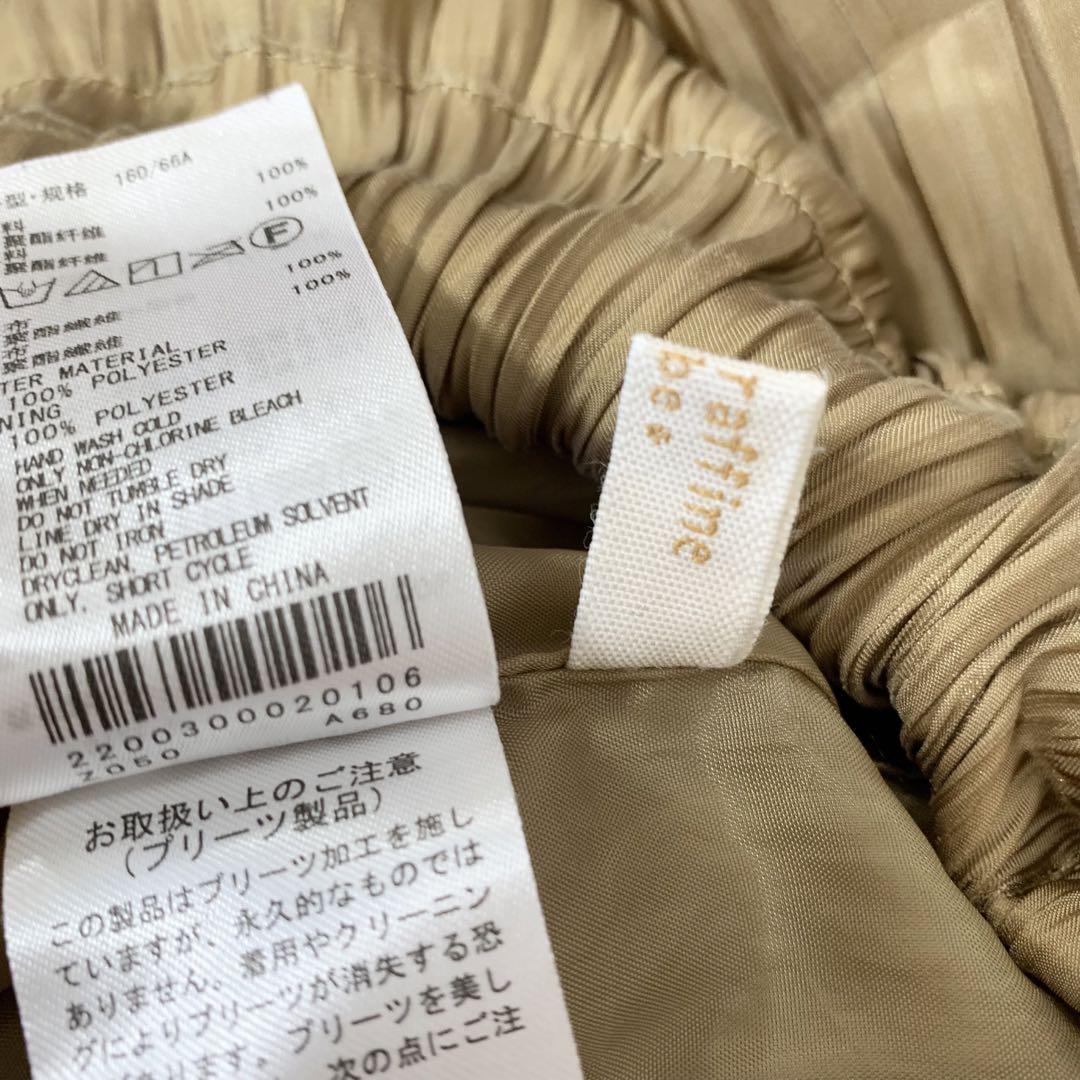 型·规格 160/66A
料 100%
聚酯纤维 100%
料
聚酯纤维
F
布 100%
聚酯纖維 100%
布
聚酯纖維
TER MATERIAL
100% POLYESTER
NING
100% POLYESTER
HAND WASH COLD
ONLY NON-CHLORINE BLEACH
WHEN NEEDED
DO NOT TUMBLE DRY
LINE DRY IN SHADE
DO NOT IRON
DRYCLEAN, PETROLEUM SOLVENT
ONLY. SHORT CYCLE
MADE IN CHINA
2200300020106
7050 A680
お取扱い上のご注意
(プリーツ製品)
この製品はプリーツ加工を施し
ていますが、永久的なものでは
ありません。着用やクリーニン
グによりプリーツが消失する恐
があります。プリーツを美し
次の点にご注
raffine
be*